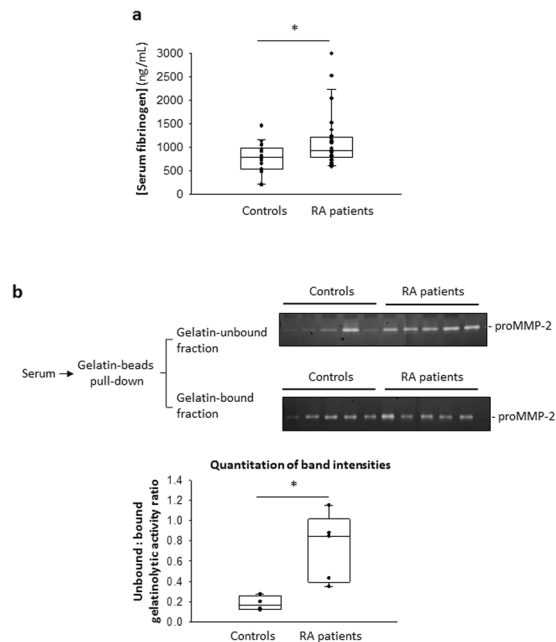 a
*
[Serum fibrinogen] (ng/mL)
3000
2500
2000
1500
1000
500
0
Controls
RA patients
b
Controls
RA patients
Gelatin-unbound
fraction
- proMMP-2
Serum
Gelatin-beads
pull-down
Controls
RA patients
Gelatin-bound
fraction
- proMMP-2
Quantitation of band intensities
*
Unbound : bound
gelatinolytic activity ratio
1.4
1.2
1.0
0.8
0.6
0.4
0.2
0.0
Controls
RA patients